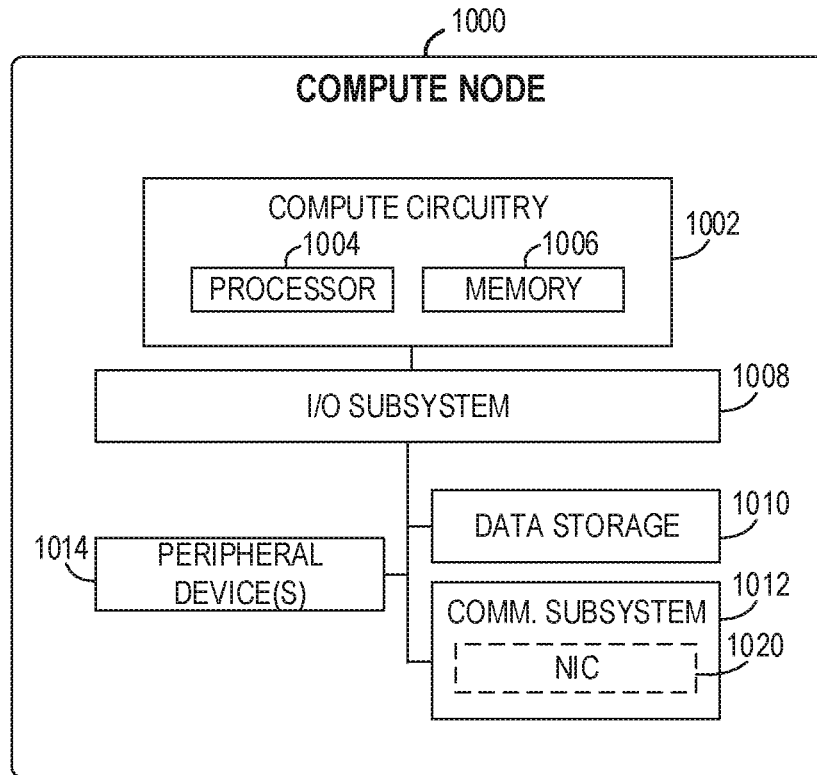 1000
COMPUTE NODE
COMPUTE CIRCUITRY
1002
1004
1006
PROCESSOR
MEMORY
I/O SUBSYSTEM
1008
DATA STORAGE
1010
1014
PERIPHERAL
DEVICE(S)
COMM. SUBSYSTEM
1012
NIC
1020